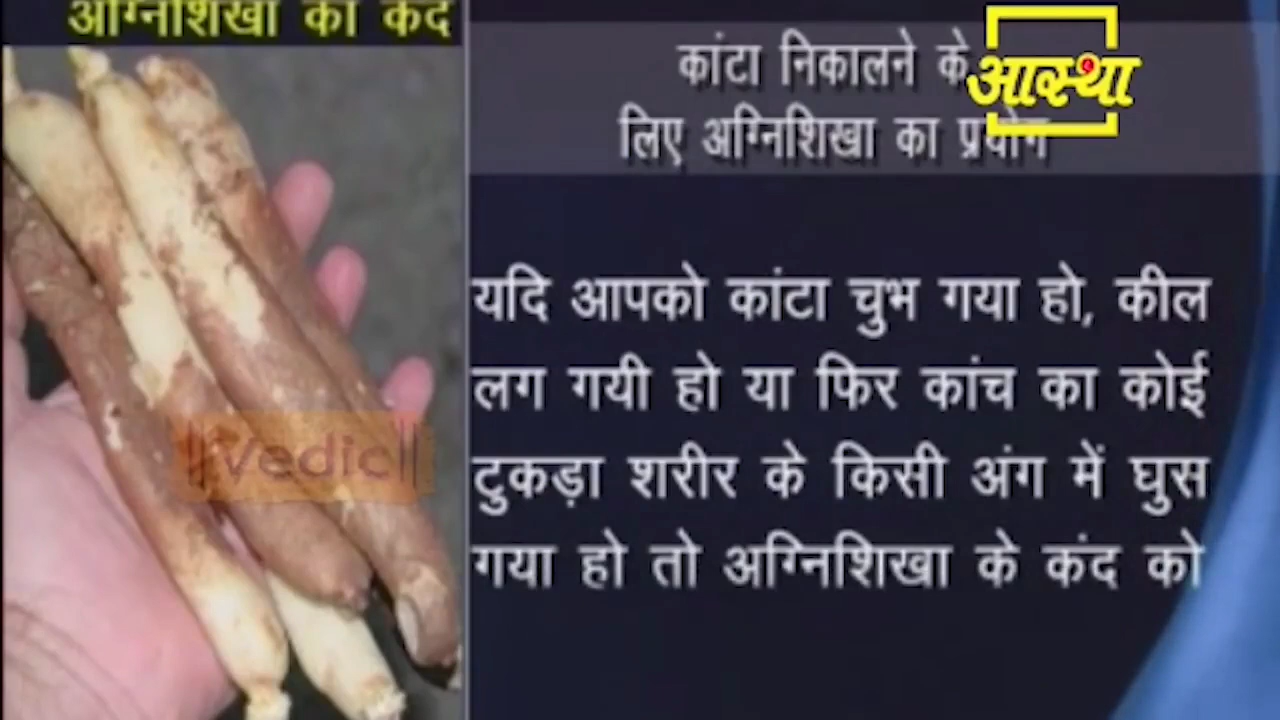 अग्निशिखा का कंद
कांटा निकालने के
आस्था
लिए अग्निशिखा का प्रयोग
यदि आपको कांटा चुभ गया हो, कील
लग गयी हो या फिर कांच का कोई
टुकड़ा शरीर के किसी अंग में घुस
गया हो तो अग्निशिखा के कंद को
||Vedic||